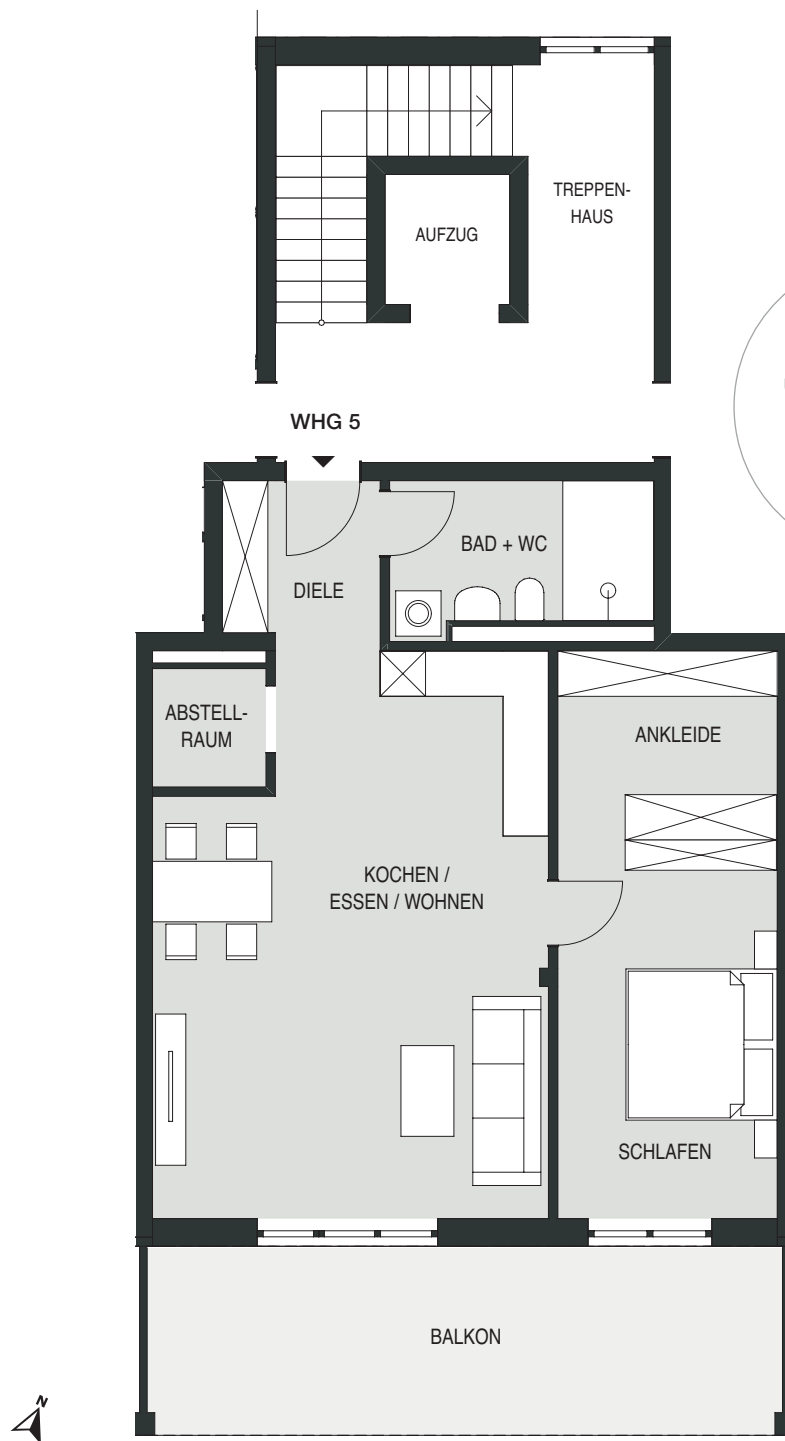 TREPPEN-
HAUS
AUFZUG
WHG 5
BAD + WC
DIELE
ABSTELL-
RAUM
ANKLEIDE
KOCHEN /
ESSEN / WOHNEN
SCHLAFEN
BALKON
N